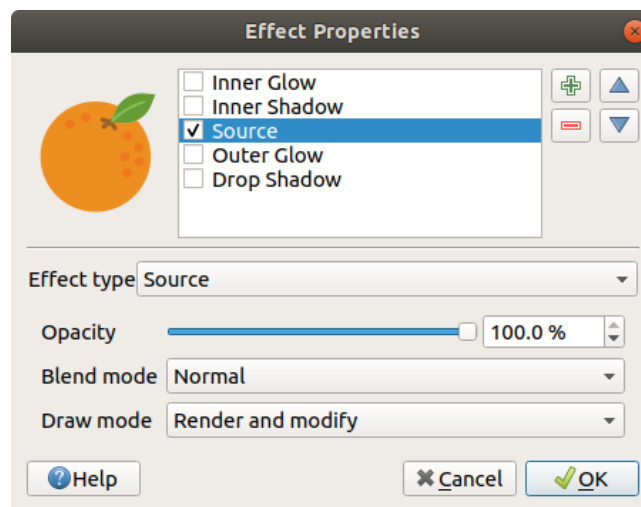 Effect Properties
Inner Glow
Inner Shadow
Source
Outer Glow
Drop Shadow
Effect type Source
Opacity 100.0 %
Blend mode Normal
Draw mode Render and modify
Help Cancel OK